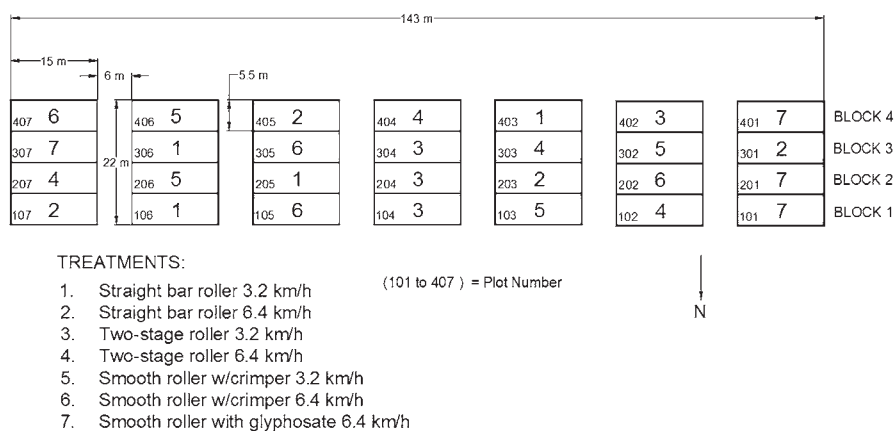 143 m
15 m
6 m
5.5 m
407 6 406 5 405 2 404 4 403 1 402 3 401 7 BLOCK 4
307 7 306 1 305 6 304 3 303 4 302 5 301 2 BLOCK 3
22 m
207 4 206 5 205 1 204 3 203 2 202 6 201 7 BLOCK 2
107 2 106 1 105 6 104 3 103 5 102 4 101 7 BLOCK 1
TREATMENTS:
(101 to 407 ) = Plot Number
1. Straight bar roller 3.2 km/h
2. Straight bar roller 6.4 km/h
3. Two-stage roller 3.2 km/h
4. Two-stage roller 6.4 km/h
5. Smooth roller w/crimper 3.2 km/h
6. Smooth roller w/crimper 6.4 km/h
7. Smooth roller with glyphosate 6.4 km/h
N